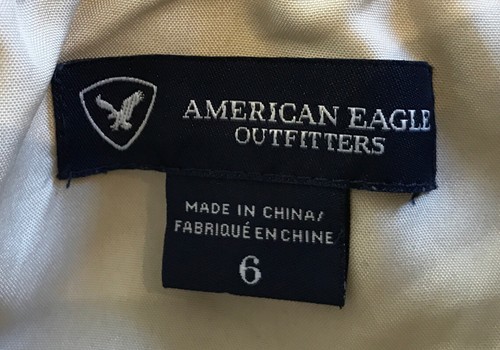 AMERICAN EAGLE
OUTFITTERS
MADE IN CHINA/
FABRIQUÉ EN CHINE
6